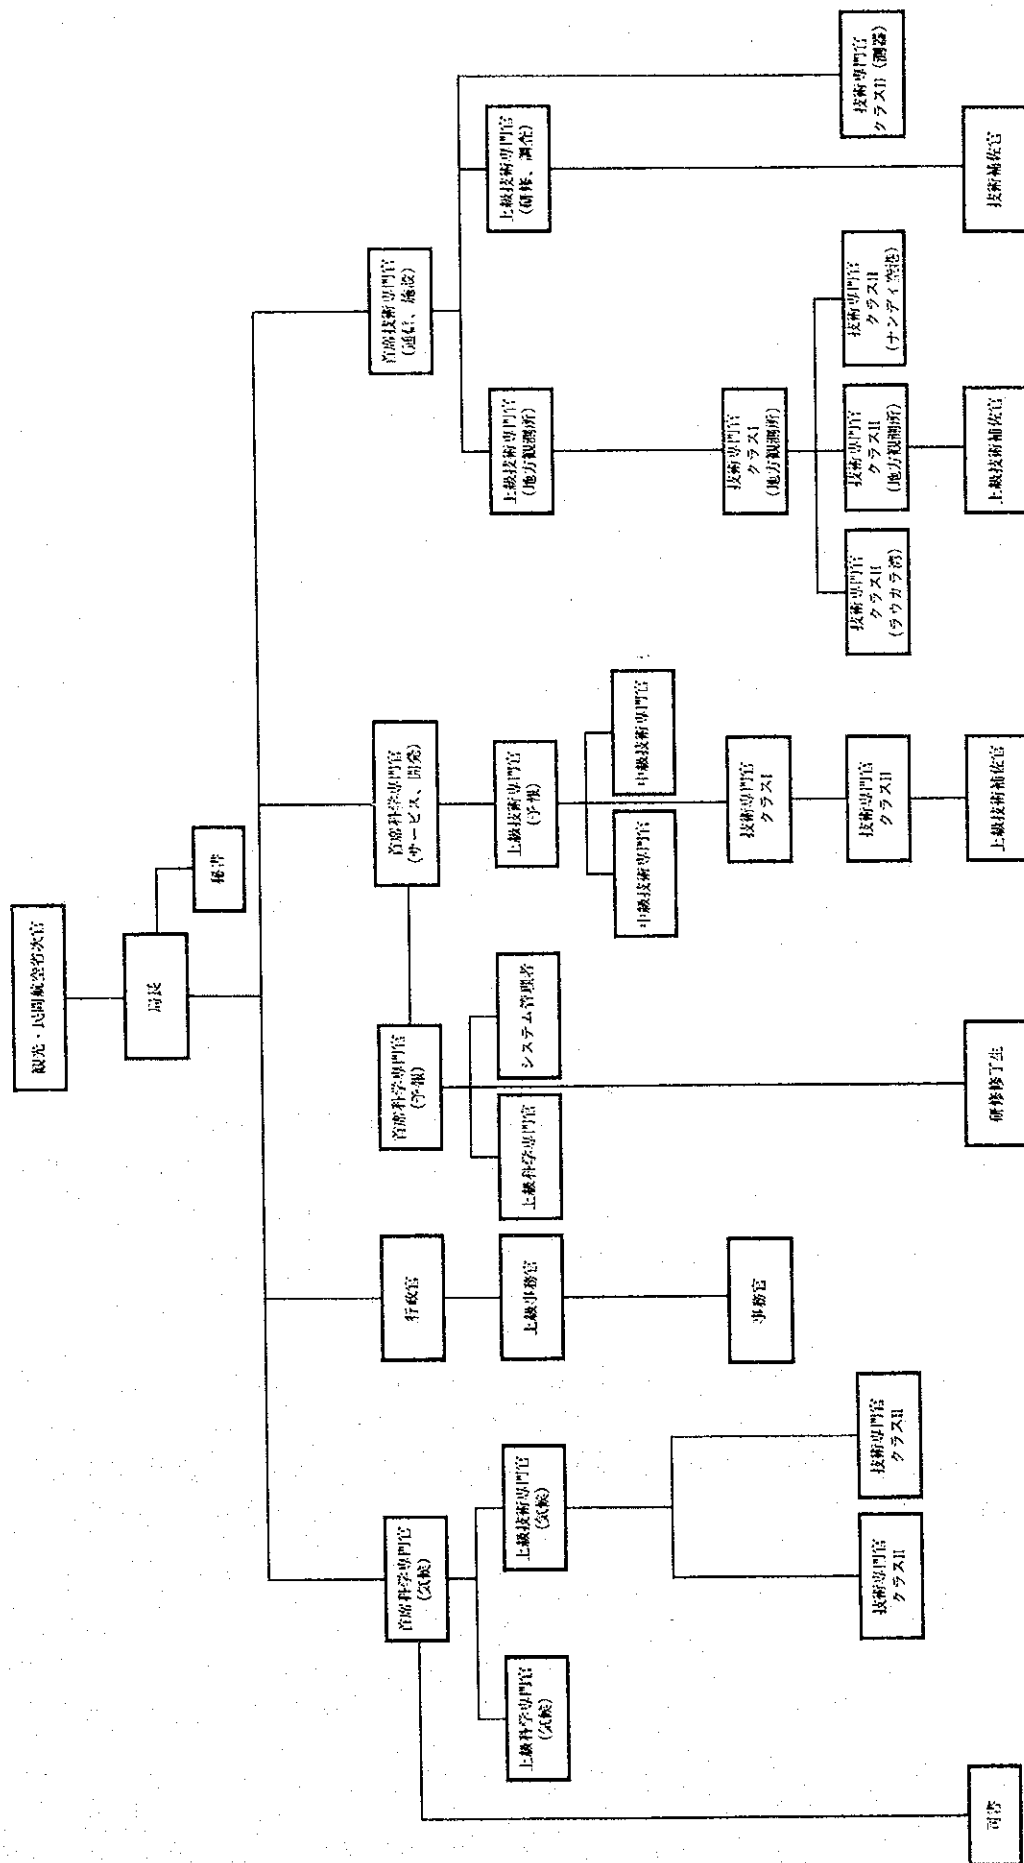 観光・民間航空省次官
局長
秘書
首席科学専門官
(気候)
行政官
首席科学専門官
(予報)
首席科学専門官
(サービス、開発)
首席技術専門官
(通信、施設)
上級科学専門官
(気候)
上級技術専門官
(気候)
上級事務官
上級科学専門官
システム管理者
上級技術専門官
(予報)
上級技術専門官
(地方観測所)
上級技術専門官
(研修、調査)
中級技術専門官
中級技術専門官
事務官
技術専門官
クラスI
技術専門官
クラスI
(地方観測所)
技術専門官
クラスII
技術専門官
クラスII
技術専門官
クラスII
技術専門官
クラスII
(ラウカラ湾)
技術専門官
クラスII
(地方観測所)
技術専門官
クラスII
(ナンディ空港)
技術専門官
クラスII (測器)
司書
研修修了生
上級技術補佐官
上級技術補佐官
技術補佐官